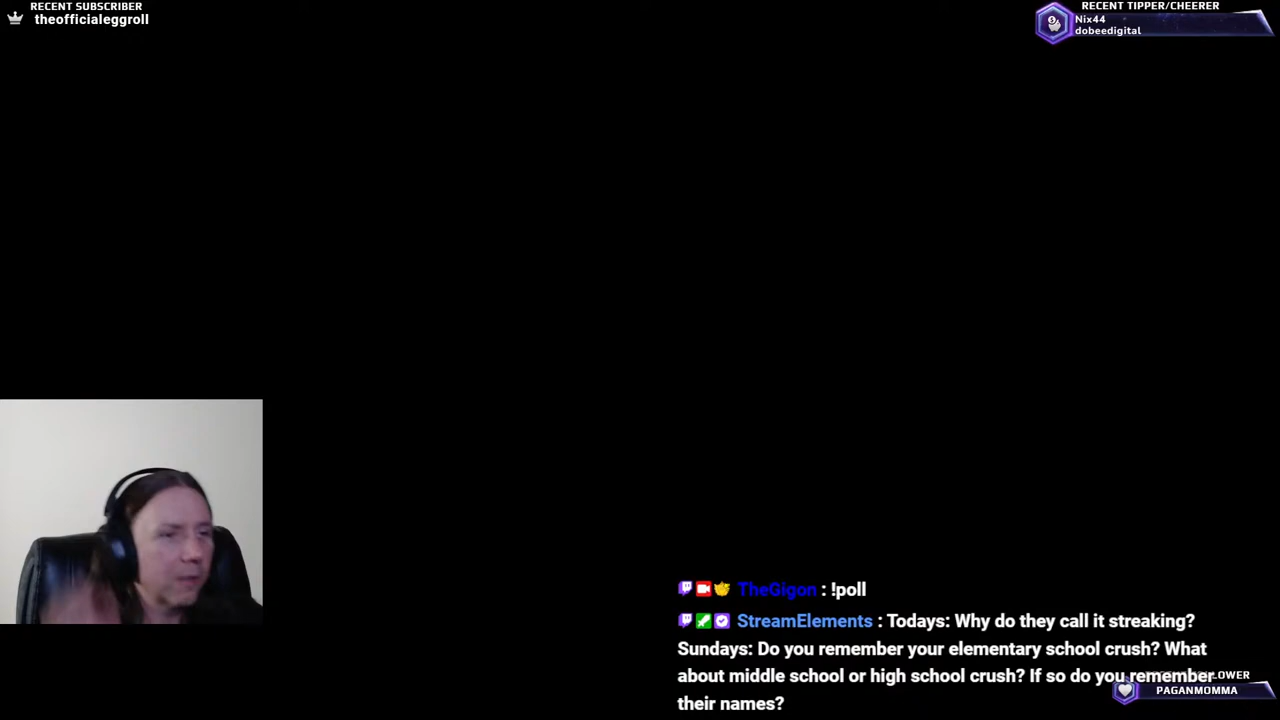 RECENT SUBSCRIBER
theofficialeggroll
RECENT TIPPER/CHEERER
Nix44
dobeedigital
TheGigon : !poll
StreamElements : Todays: Why do they call it streaking?
Sundays: Do you remember your elementary school crush? What
about middle school or high school crush? If so do you remember
their names?
PAGANMOMMA